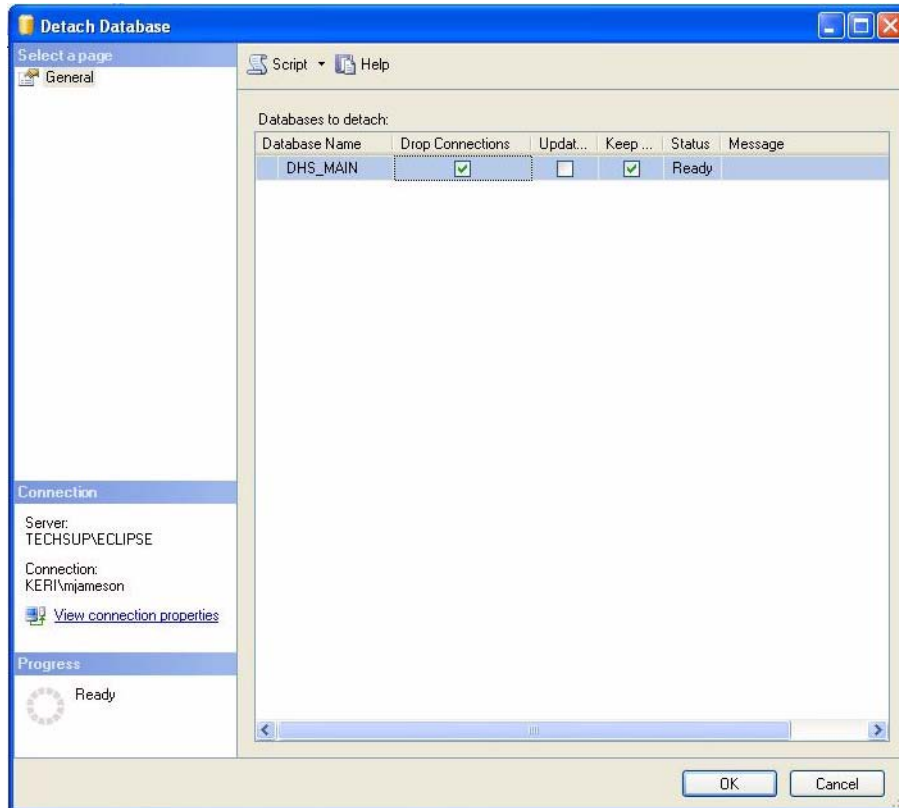 Detach Database
Select a page
General
Script Help
Databases to detach:
Database Name Drop Connections Updat... Keep ... Status Message
DHS_MAIN Ready
Connection
Server:
TECHSUP\ECLIPSE
Connection:
KERI\mjameson
View connection properties
Progress
Ready
OK Cancel